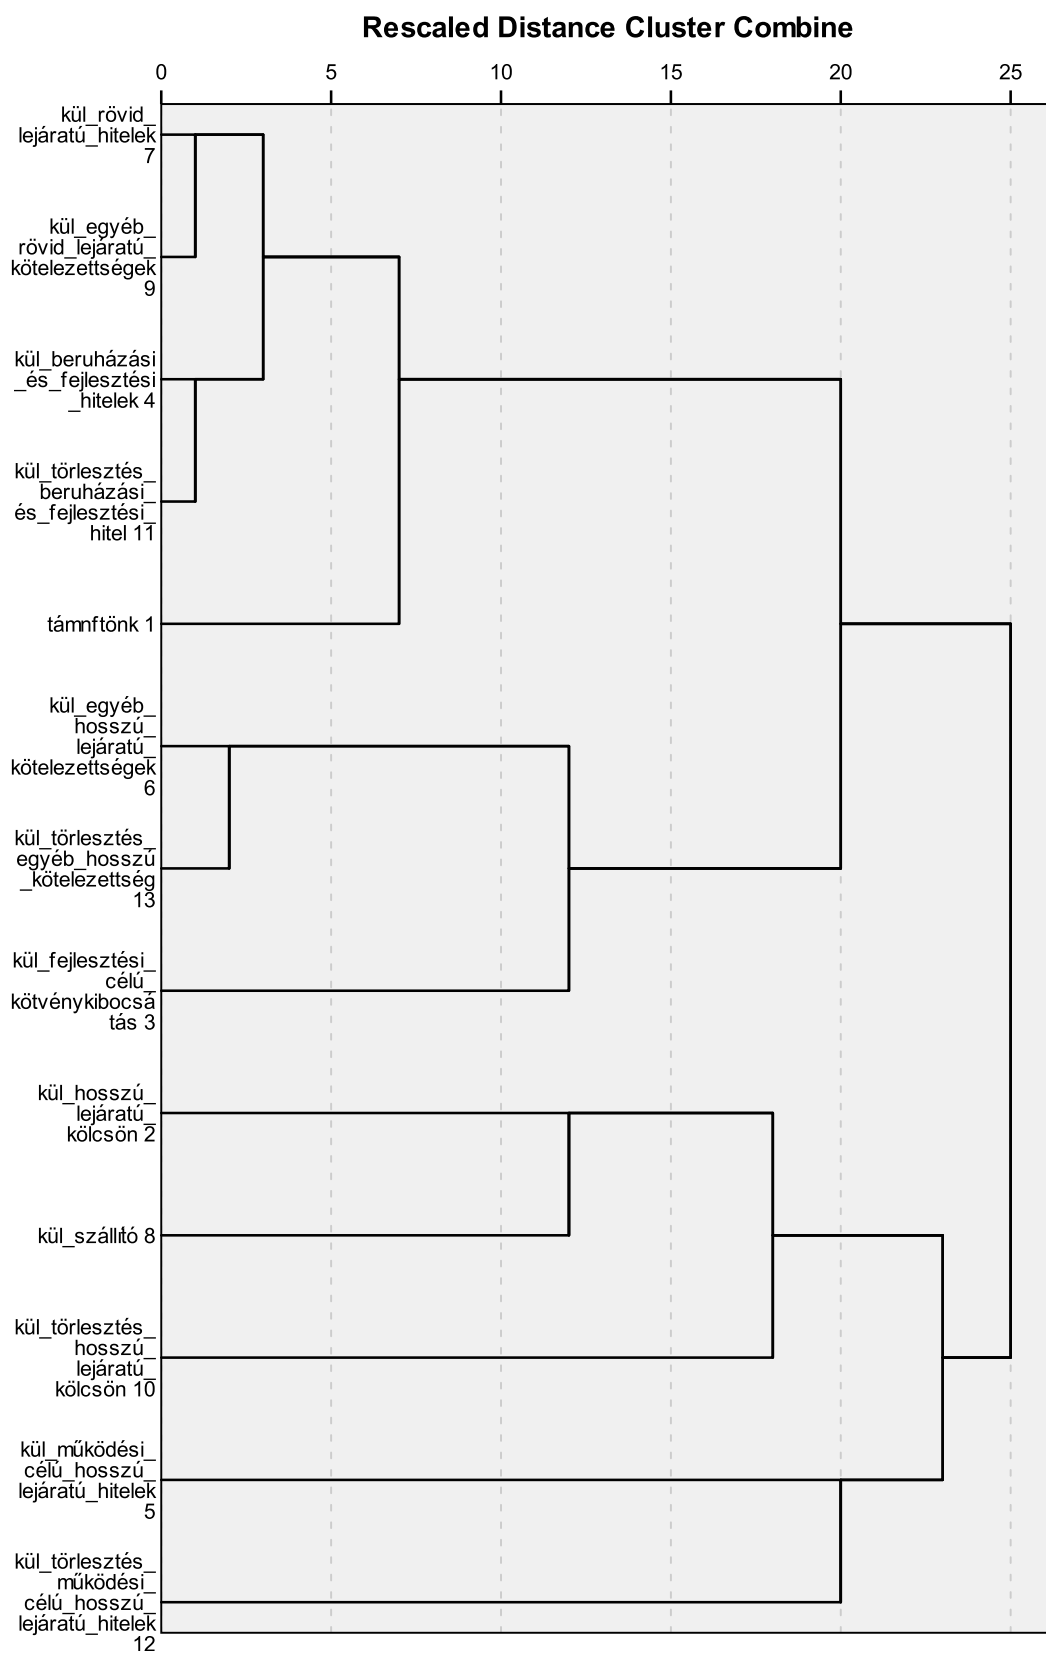 Rescaled Distance Cluster Combine
0 5 10 15 20 25
kül_rövid_
lejáratú_hitelek
7
kül_egyéb_
rövid_lejáratú_
kötelezettségek
9
kül_beruházási
_és_fejlesztési
_hitelek 4
kül_törlesztés_
beruházási_
és_fejlesztési_
hitel 11
támnftönk 1
kül_egyéb_
hosszú_
lejáratú_
kötelezettségek
6
kül_törlesztés_
egyéb_hosszú
_kötelezettség
13
kül_fejlesztési_
célú_
kötvénykibocsá
tás 3
kül_hosszú_
lejáratú_
kölcsön 2
kül_szállító 8
kül_törlesztés_
hosszú_
lejáratú_
kölcsön 10
kül_működési_
célú_hosszú_
lejáratú_hitelek
5
kül_törlesztés_
működési_
célú_hosszú_
lejáratú_hitelek
12